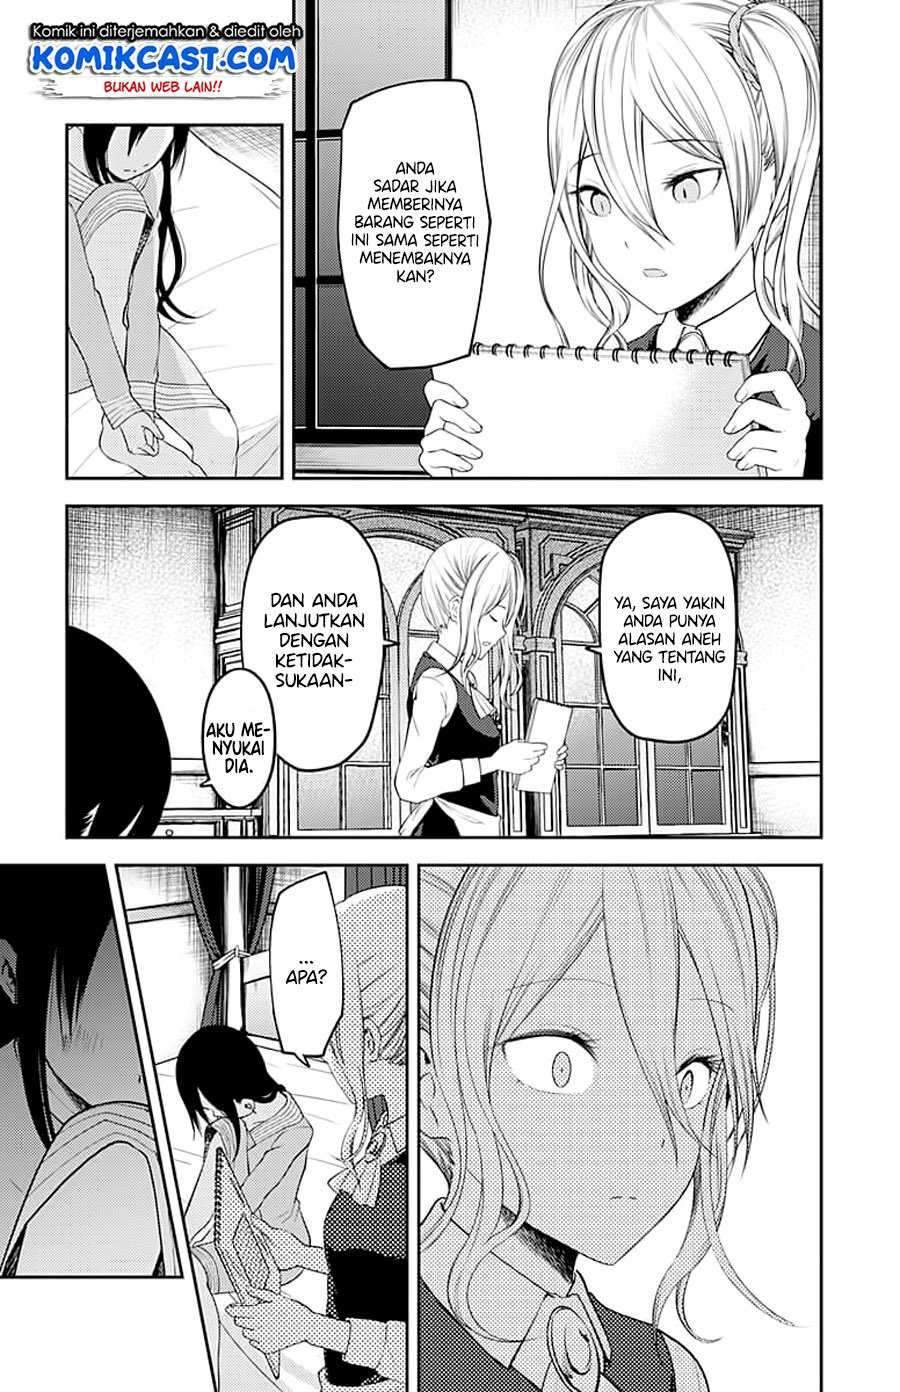 Komik ini diterjemahkan & diedit oleh
KOMIKCAST.COM
BUKAN WEB LAIN!!
ANDA
SADAR JIKA
MEMBERINYA
BARANG SEPERTI
INI SAMA SEPERTI
MENEMBAKNYA
KAN?
YA, SAYA YAKIN
ANDA PUNYA
ALASAN ANEH
YANG TENTANG
INI,
DAN ANDA
LANJUTKAN
DENGAN
KETIDAK-
SUKAAN-
AKU ME-
NYUKAI
DIA.
...
APA?